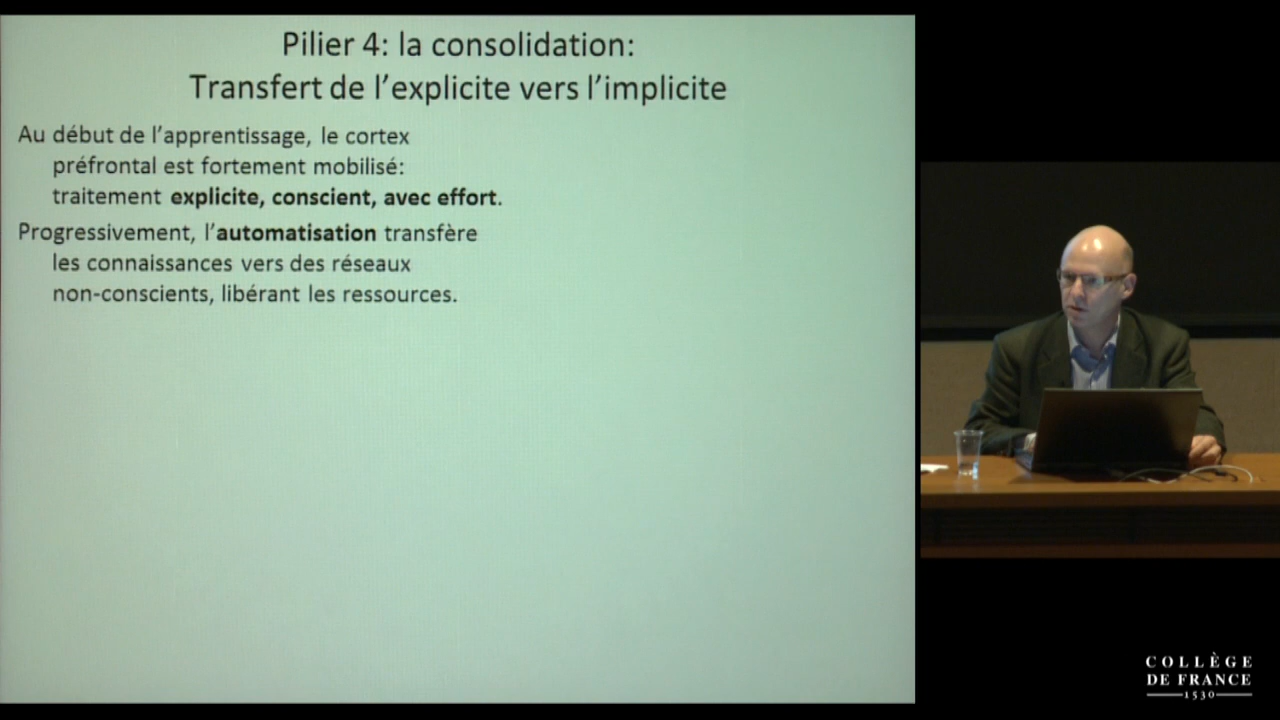 Pilier 4: la consolidation:
Transfert de l'explicite vers l'implicite
Au début de l'apprentissage, le cortex
préfrontal est fortement mobilisé:
traitement explicite, conscient, avec effort.
Progressivement, l'automatisation transfère
les connaissances vers des réseaux
non-conscients, libérant les ressources.
COLLÈGE
DE FRANCE
1530